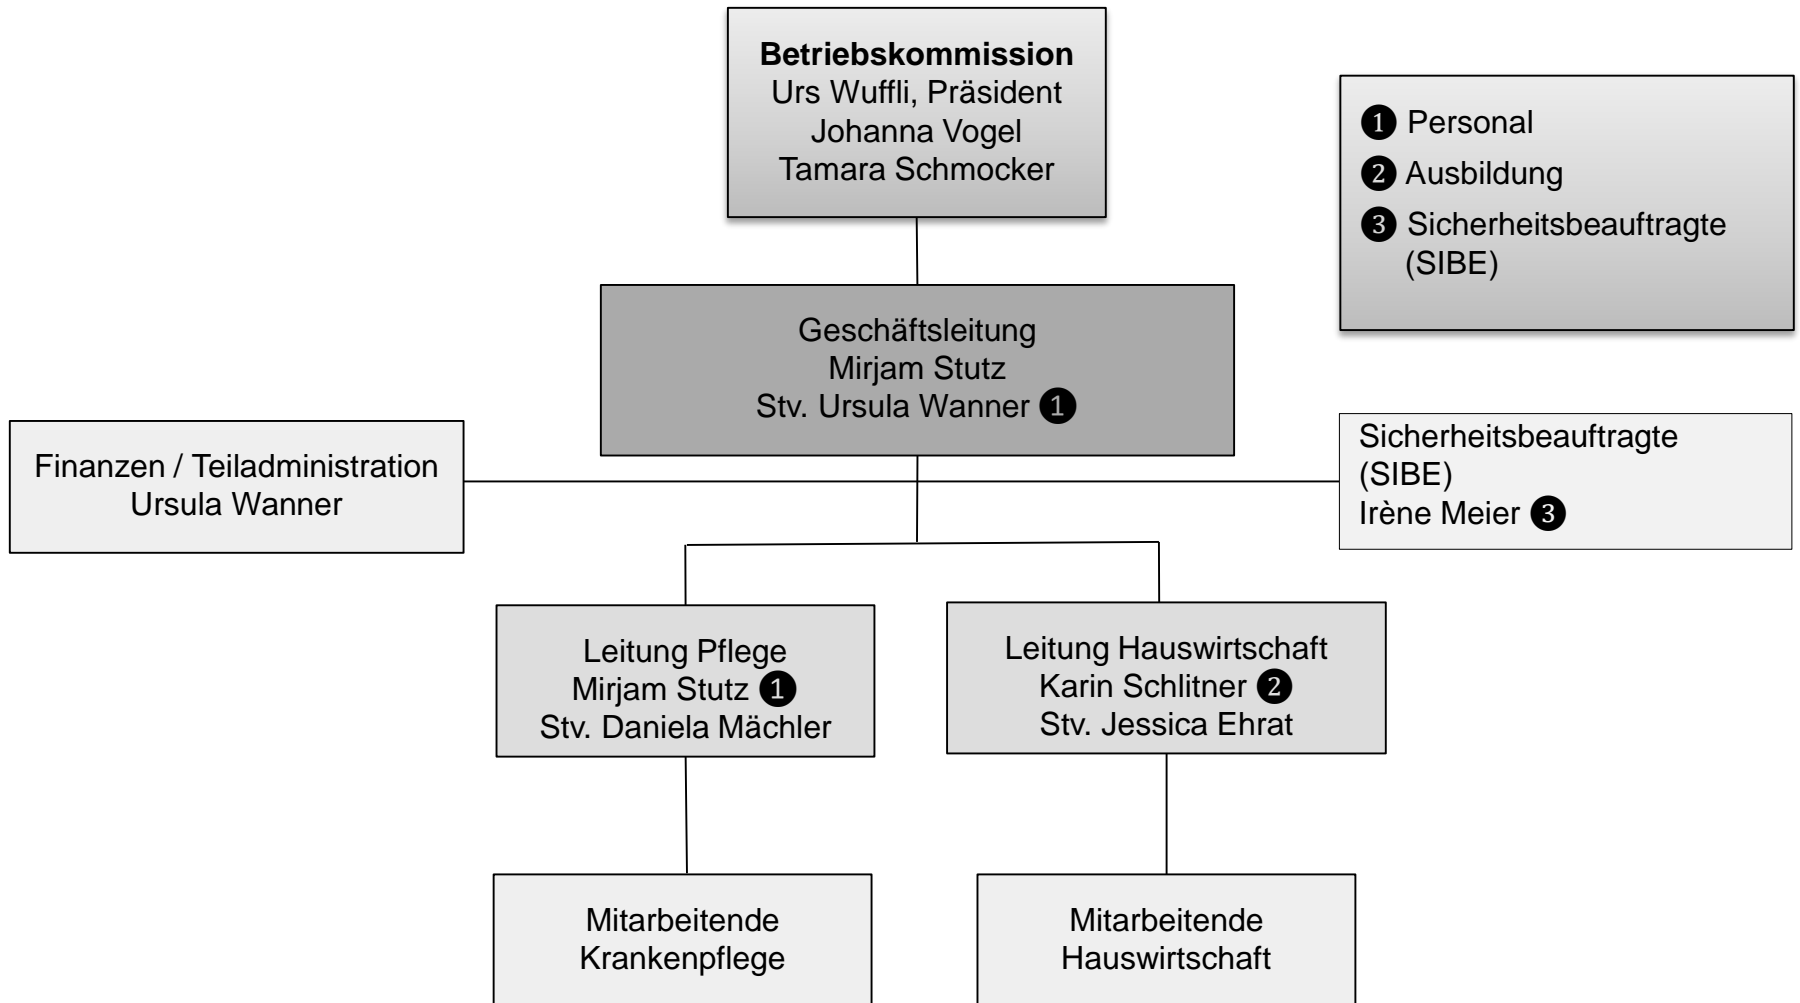 Betriebskommission
Urs Wuffli, Präsident
Johanna Vogel
Tamara Schmocker
❶ Personal
❷ Ausbildung
❸ Sicherheitsbeauftragte
(SIBE)
Geschäftsleitung
Mirjam Stutz
Stv. Ursula Wanner ❶
Finanzen / Teiladministration
Ursula Wanner
Sicherheitsbeauftragte
(SIBE)
Irène Meier ❸
Leitung Pflege
Mirjam Stutz ❶
Stv. Daniela Mächler
Leitung Hauswirtschaft
Karin Schlitner ❷
Stv. Jessica Ehrat
Mitarbeitende
Krankenpflege
Mitarbeitende
Hauswirtschaft